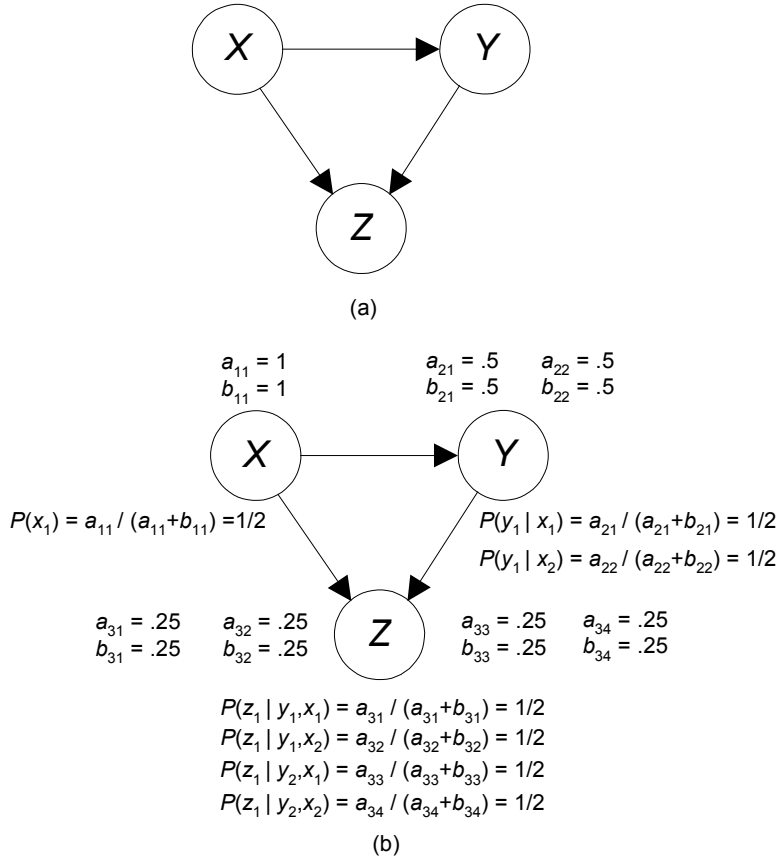 X Y
Z
(a)
a₁₁ = 1 a₂₁ = .5 a₂₂ = .5
b₁₁ = 1 b₂₁ = .5 b₂₂ = .5
X Y
P(x₁) = a₁₁ / (a₁₁+b₁₁) =1/2 P(y₁ | x₁) = a₂₁ / (a₂₁+b₂₁) = 1/2
P(y₁ | x₂) = a₂₂ / (a₂₂+b₂₂) = 1/2
a₃₁ = .25 a₃₂ = .25 Z a₃₃ = .25 a₃₄ = .25
b₃₁ = .25 b₃₂ = .25 b₃₃ = .25 b₃₄ = .25
P(z₁ | y₁,x₁) = a₃₁ / (a₃₁+b₃₁) = 1/2
P(z₁ | y₁,x₂) = a₃₂ / (a₃₂+b₃₂) = 1/2
P(z₁ | y₂,x₁) = a₃₃ / (a₃₃+b₃₃) = 1/2
P(z₁ | y₂,x₂) = a₃₄ / (a₃₄+b₃₄) = 1/2
(b)